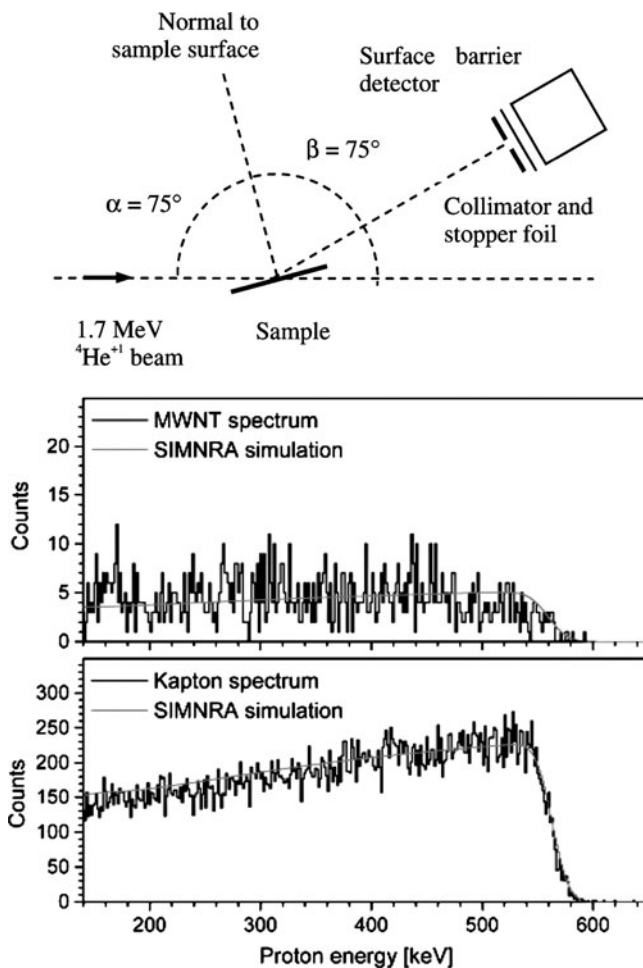 Normal to
sample surface
Surface barrier
detector
β = 75°
α = 75°
Collimator and
stopper foil
1.7 MeV
⁴He⁺¹ beam
Sample
MWNT spectrum
SIMNRA simulation
Counts
20
15
10
5
0
Kapton spectrum
SIMNRA simulation
Counts
300
250
200
150
100
50
0
200 300 400 500 600
Proton energy [keV]